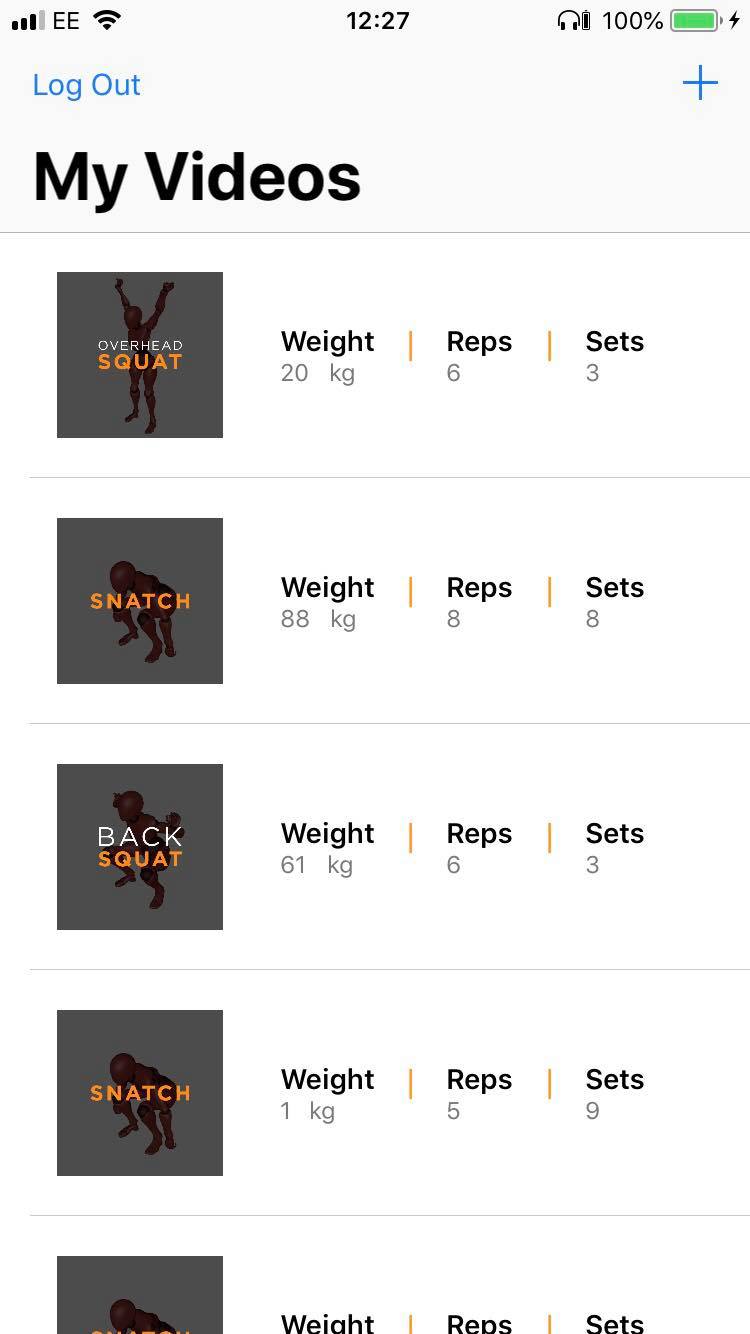 EE 12:27 100%
Log Out
My Videos
OVERHEAD
SQUAT
Weight | Reps | Sets
20 kg 6 3
SNATCH
Weight | Reps | Sets
88 kg 8 8
BACK
SQUAT
Weight | Reps | Sets
61 kg 6 3
SNATCH
Weight | Reps | Sets
1 kg 5 9
SNATCH
Weight | Reps | Sets